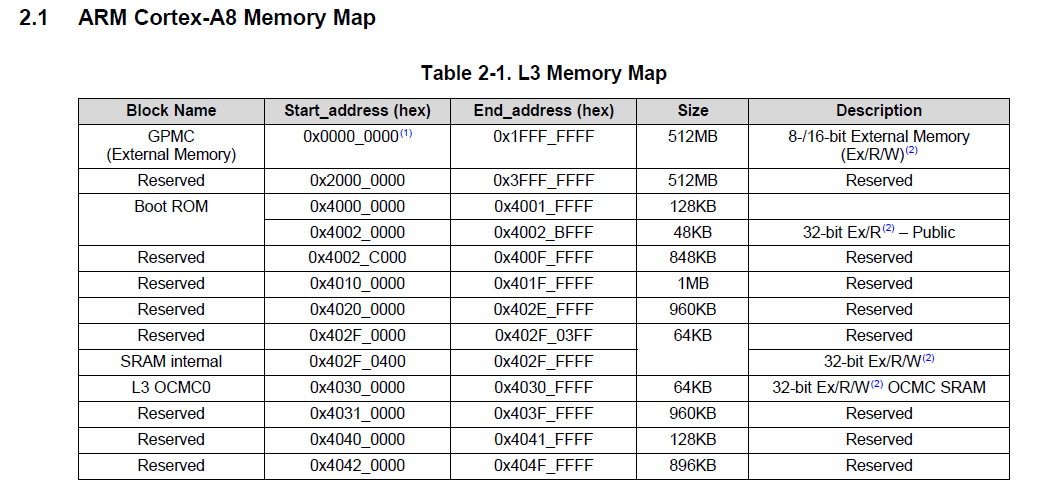 2.1 ARM Cortex-A8 Memory Map
Table 2-1. L3 Memory Map
Block Name Start_address (hex) End_address (hex) Size Description
GPMC 0x0000_0000(1) 0x1FFF_FFFF 512MB 8-/16-bit External Memory
(External Memory) (Ex/R/W)(2)
Reserved 0x2000_0000 0x3FFF_FFFF 512MB Reserved
Boot ROM 0x4000_0000 0x4001_FFFF 128KB
0x4002_0000 0x4002_BFFF 48KB 32-bit Ex/R(2) – Public
Reserved 0x4002_C000 0x400F_FFFF 848KB Reserved
Reserved 0x4010_0000 0x401F_FFFF 1MB Reserved
Reserved 0x4020_0000 0x402E_FFFF 960KB Reserved
Reserved 0x402F_0000 0x402F_03FF 64KB Reserved
SRAM internal 0x402F_0400 0x402F_FFFF 32-bit Ex/R/W(2)
L3 OCMC0 0x4030_0000 0x4030_FFFF 64KB 32-bit Ex/R/W(2) OCMC SRAM
Reserved 0x4031_0000 0x403F_FFFF 960KB Reserved
Reserved 0x4040_0000 0x4041_FFFF 128KB Reserved
Reserved 0x4042_0000 0x404F_FFFF 896KB Reserved